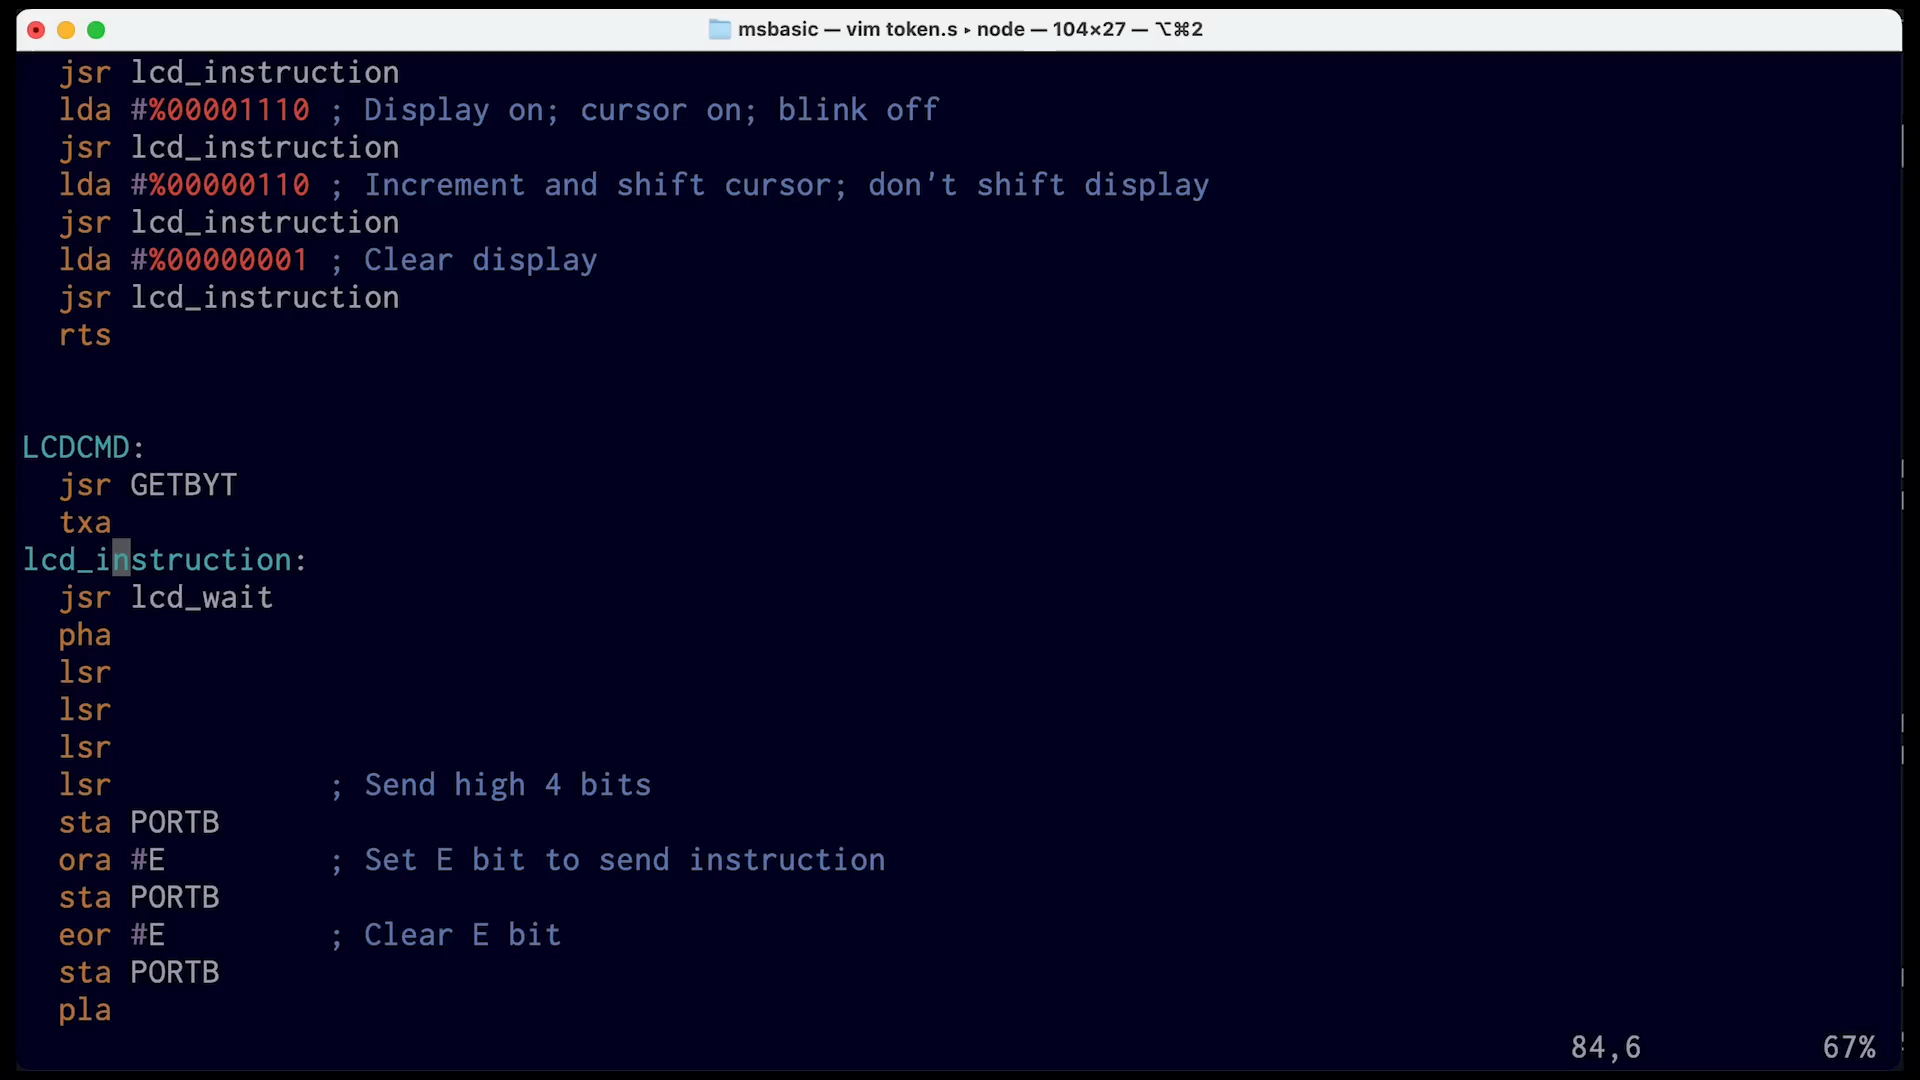 msbasic — vim token.s ▸ node — 104×27 — ⌥⌘2
jsr lcd_instruction
lda #%00001110 ; Display on; cursor on; blink off
jsr lcd_instruction
lda #%00000110 ; Increment and shift cursor; don't shift display
jsr lcd_instruction
lda #%00000001 ; Clear display
jsr lcd_instruction
rts
LCDCMD:
jsr GETBYT
txa
lcd_instruction:
jsr lcd_wait
pha
lsr
lsr
lsr
lsr ; Send high 4 bits
sta PORTB
ora #E ; Set E bit to send instruction
sta PORTB
eor #E ; Clear E bit
sta PORTB
pla
84,6 67%